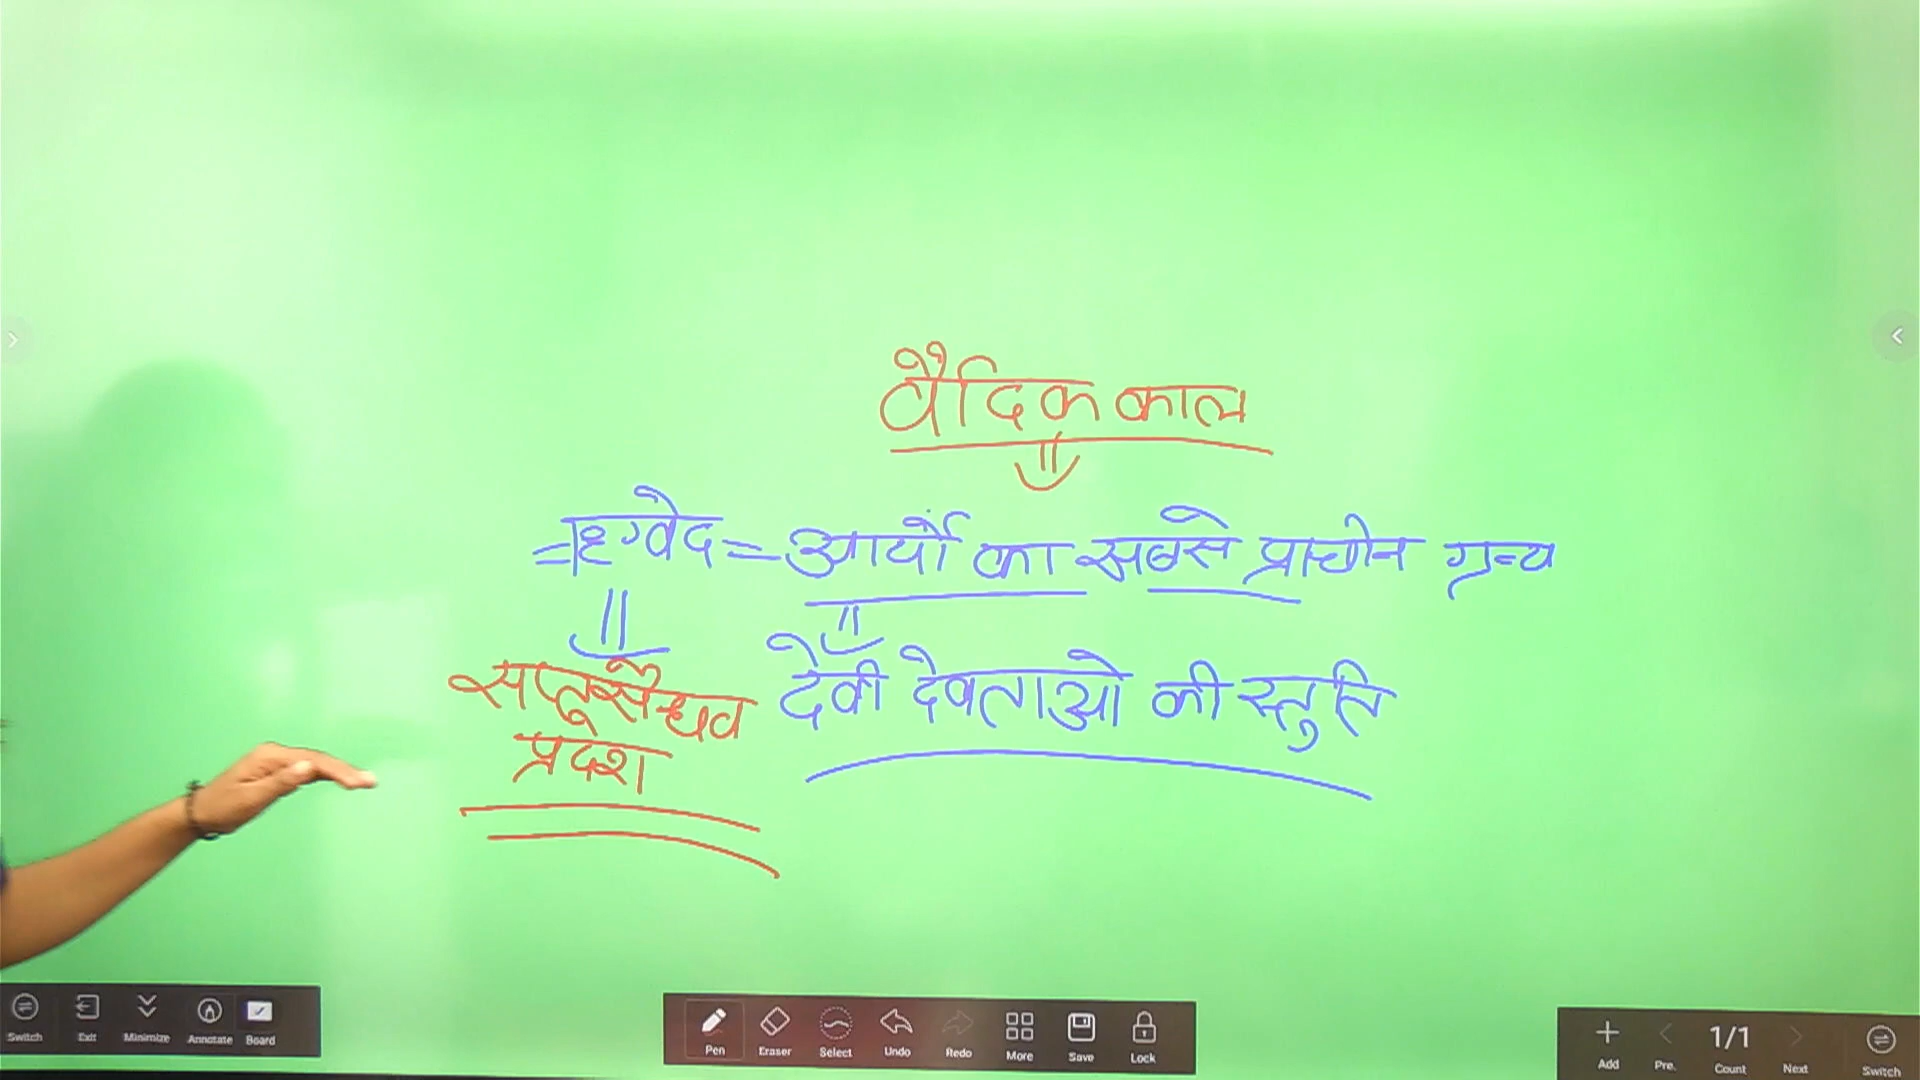 वैदिक काल
=ऋग्वेद = आर्यो का सबसे प्राचीन ग्रन्थ
सप्तसैन्धव
प्रदेश
देवी देवताओ की स्तुति
Switch Exit Minimize Annotate Board
Pen Eraser Select Undo Redo More Save Lock
1/1
Add Pre. Count Next Switch